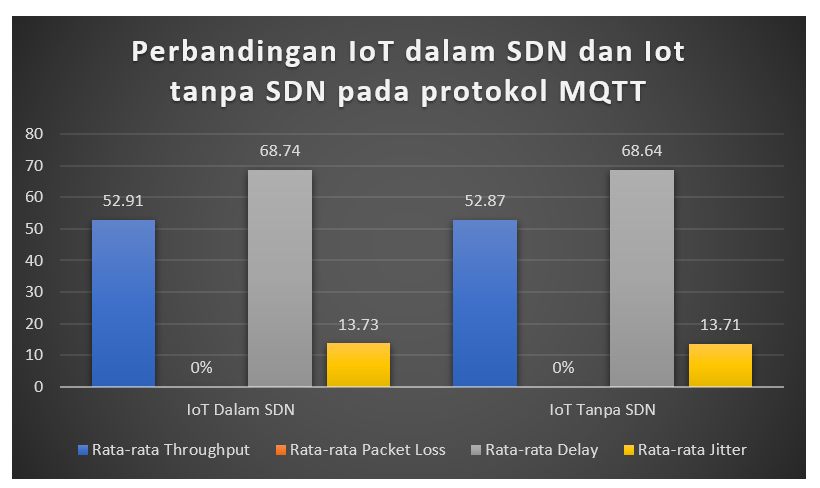 Perbandingan IoT dalam SDN dan Iot
tanpa SDN pada protokol MQTT
80
70
60
50
40
30
20
10
0
52.91
0%
68.74
13.73
52.87
0%
68.64
13.71
IoT Dalam SDN
IoT Tanpa SDN
Rata-rata Throughput
Rata-rata Packet Loss
Rata-rata Delay
Rata-rata Jitter